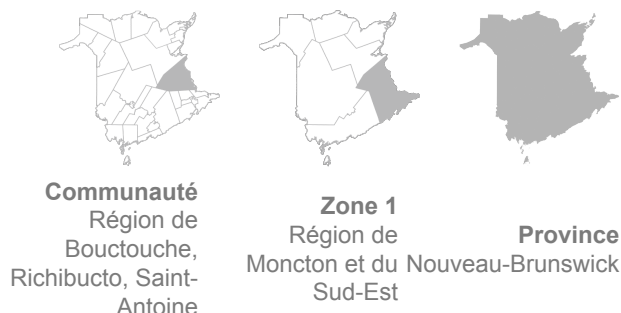 Communauté
Région de
Bouctouche,
Richibucto, Saint-
Antoine
Zone 1
Région de
Moncton et du
Sud-Est
Province
Nouveau-Brunswick